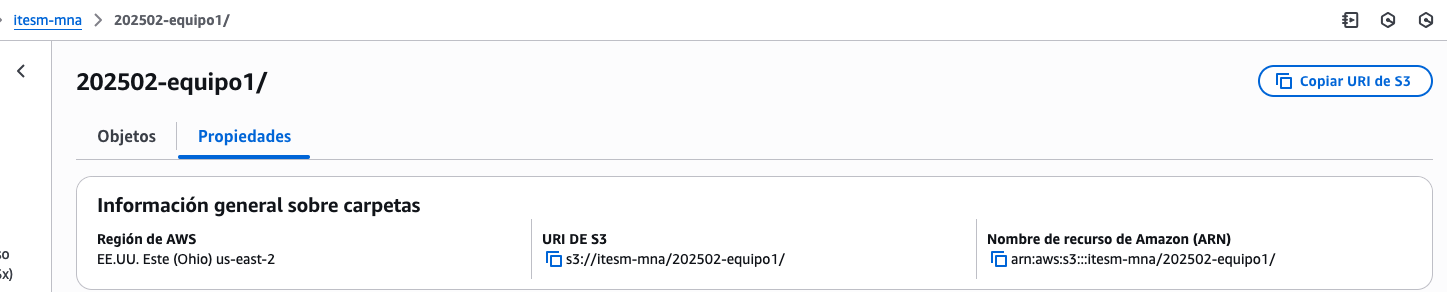 itesm-mna > 202502-equipo1/
202502-equipo1/
Copiar URI de S3
Objetos
Propiedades
Información general sobre carpetas
Región de AWS
EE.UU. Este (Ohio) us-east-2
URI DE S3
s3://itesm-mna/202502-equipo1/
Nombre de recurso de Amazon (ARN)
arn:aws:s3:::itesm-mna/202502-equipo1/